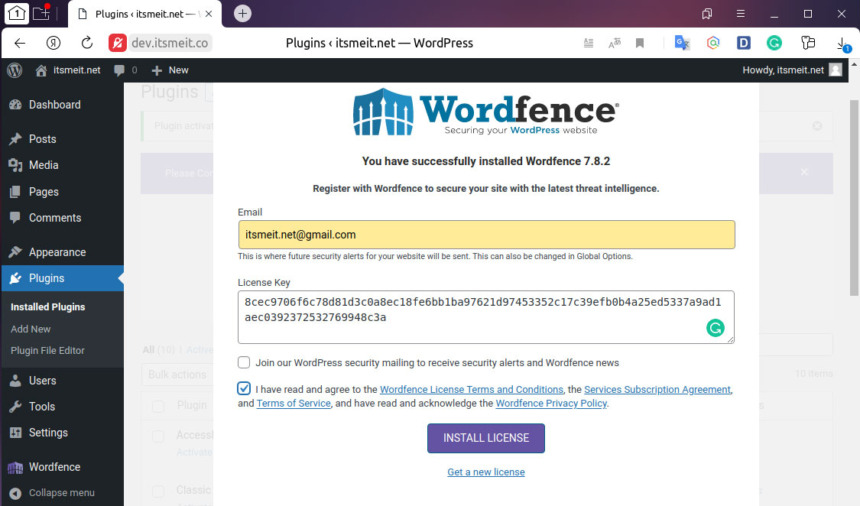 1
Plugins ‹ itsmeit.net —
dev.itsmeit.co
Plugins ‹ itsmeit.net — WordPress
1
itsmeit.net
0
New
Howdy, itsmeit.net
Dashboard
Posts
Media
Pages
Comments
Appearance
Plugins
Installed Plugins
Add New
Plugin File Editor
Users
Tools
Settings
Wordfence
Collapse menu
Plugins
Plugin activat
Please Con
All (10) | Activ
Bulk actions
10 items
Plugin
Accessi
Activate
Classic
Wordfence®
Securing your WordPress website
You have successfully installed Wordfence 7.8.2
Register with Wordfence to secure your site with the latest threat intelligence.
Email
itsmeit.net@gmail.com
This is where future security alerts for your website will be sent. This can also be changed in Global Options.
License Key
8cec9706f6c78d81d3c0a8ec18fe6bb1ba97621d97453352c17c39efb0b4a25ed5337a9ad1
aec0392372532769948c3a
Join our WordPress security mailing to receive security alerts and Wordfence news
I have read and agree to the Wordfence License Terms and Conditions, the Services Subscription Agreement,
and Terms of Service, and have read and acknowledge the Wordfence Privacy Policy.
INSTALL LICENSE
Get a new license